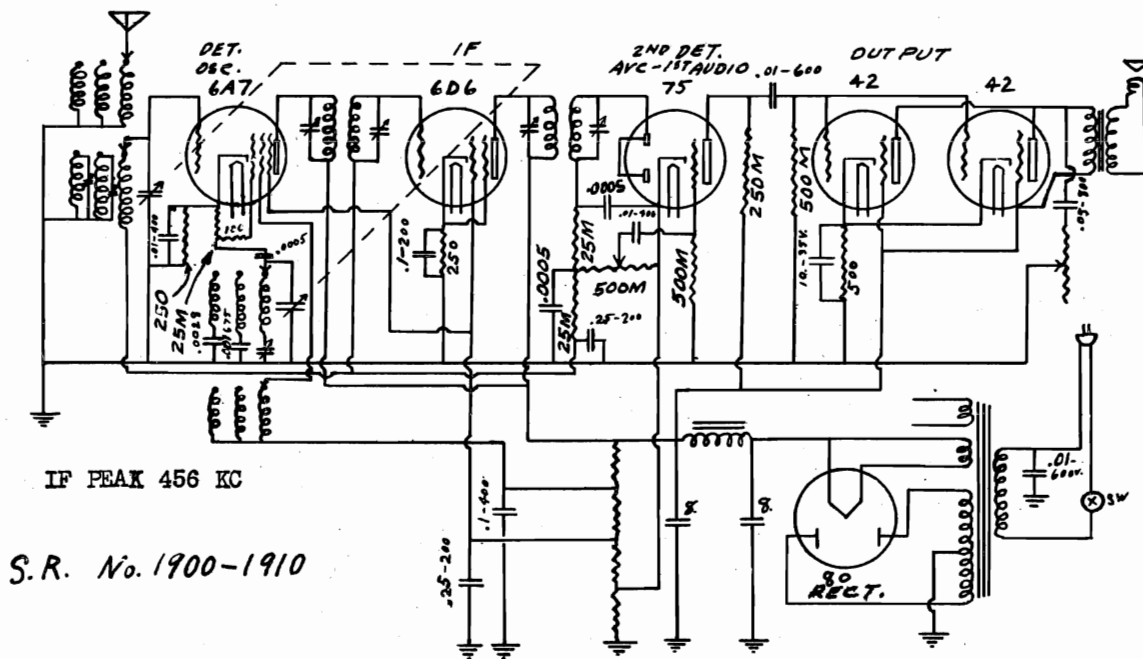 DET.
OSC.
6A7
IF
6D6
2ND DET.
AVC-1ST AUDIO
75
.01-600
OUTPUT
42
42
.01-400
250
25M
.0028
.0005
.1-200
250
.0005
.01-400
25M
500M
.0005
25M
.25-200
500M
250M
500M
10.-35V.
500
.05-800
IF PEAK 456 KC
.1-400
.25-200
8.
8.
80
RECT.
.01-
600V.
SW
S.R. No. 1900-1910